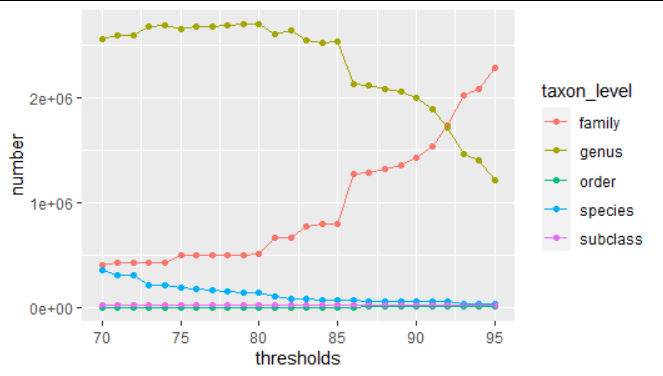 number
2e+06
1e+06
0e+00
70 75 80 85 90 95
thresholds
taxon_level
family
genus
order
species
subclass